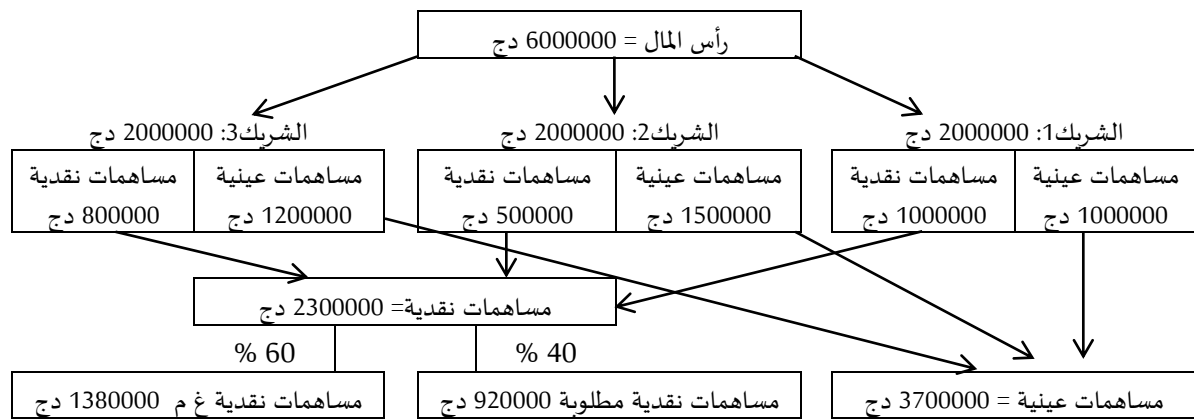 رأس المال = 6000000 دج
الشريك1: 2000000 دج
الشريك2: 2000000 دج
الشريك3: 2000000 دج
مساهمات عينية
1000000 دج
مساهمات نقدية
1000000 دج
مساهمات عينية
1500000 دج
مساهمات نقدية
500000 دج
مساهمات عينية
1200000 دج
مساهمات نقدية
800000 دج
مساهمات نقدية= 2300000 دج
% 40
% 60
مساهمات عينية = 3700000 دج
مساهمات نقدية مطلوبة 920000 دج
مساهمات نقدية غ م 1380000 دج